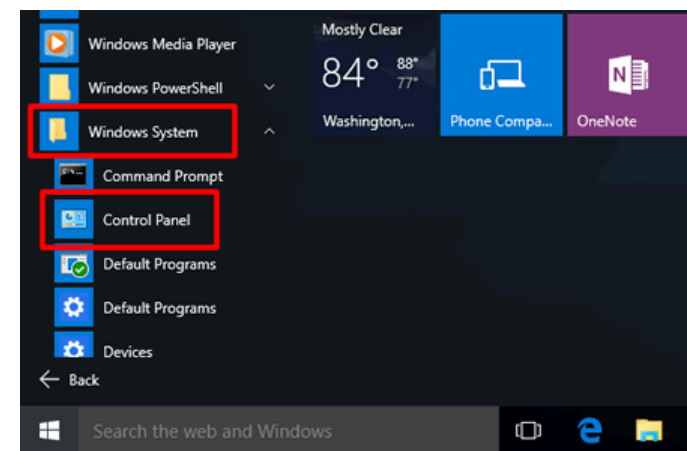 Windows Media Player
Windows PowerShell
Windows System
Command Prompt
Control Panel
Default Programs
Default Programs
Devices
Back
Mostly Clear
84° 88°
77°
Washington,...
Phone Compa...
OneNote
N
Search the web and Windows